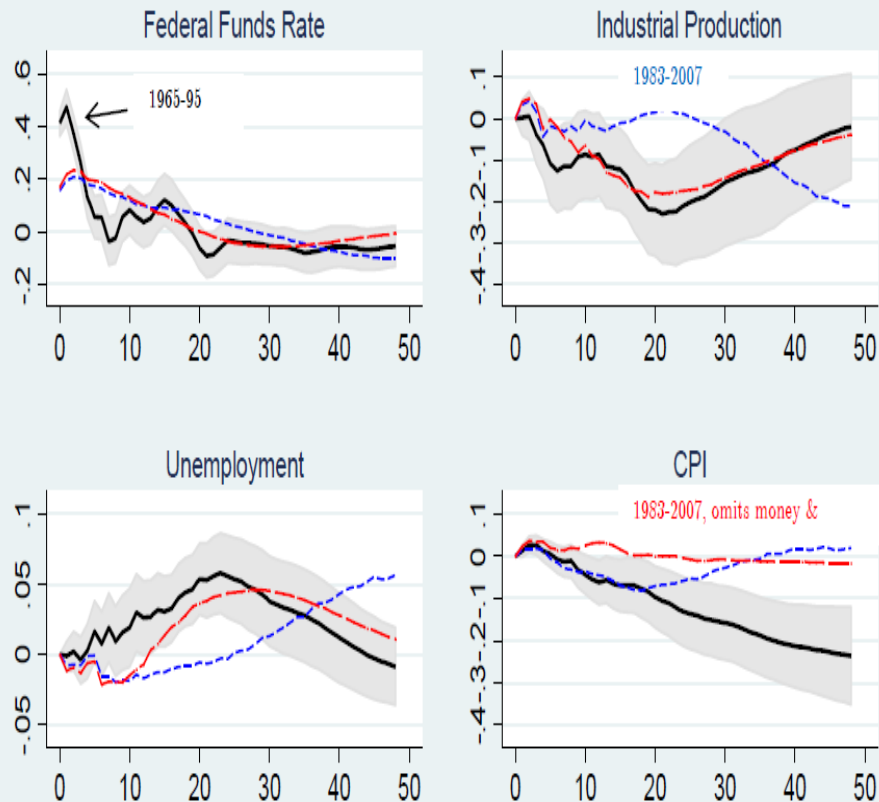 Federal Funds Rate
.6
.4
.2
0
-.2
1965-95
0 10 20 30 40 50
Industrial Production
.1
0
-.1
-.2
-.3
-.4
1983-2007
0 10 20 30 40 50
Unemployment
.1
.05
0
-.05
0 10 20 30 40 50
CPI
.1
0
-.1
-.2
-.3
-.4
1983-2007, omits money &
0 10 20 30 40 50